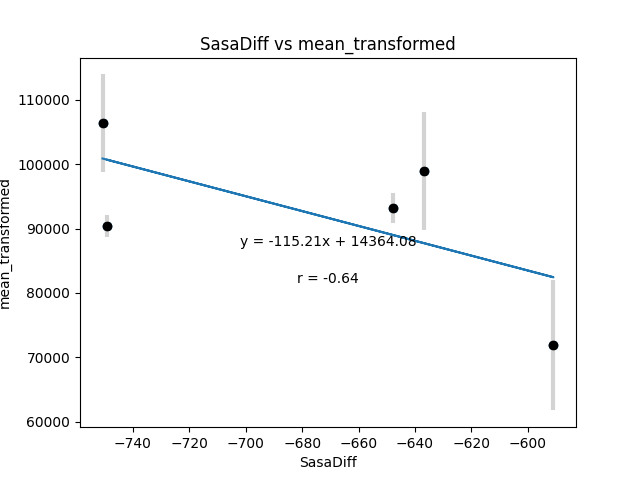 SasaDiff vs mean_transformed
mean_transformed
110000
100000
90000
80000
70000
60000
y = -115.21x + 14364.08
r = -0.64
−740
−720
−700
−680
−660
−640
−620
−600
SasaDiff